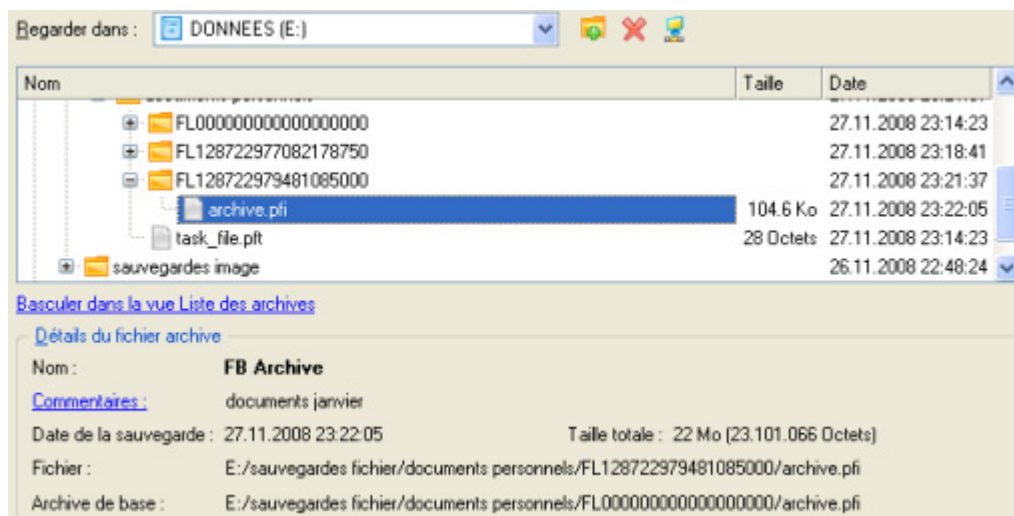 Regarder dans : DONNEES (E:)
Nom Taille Date
documents personnels
FL000000000000000000 27.11.2008 23:14:23
FL128722977082178750 27.11.2008 23:18:41
FL128722979481085000 27.11.2008 23:21:37
archive.pfi 104.6 Ko 27.11.2008 23:22:05
task_file.pft 28 Octets 27.11.2008 23:14:23
sauvegardes image 26.11.2008 22:48:24
Basculer dans la vue Liste des archives
Détails du fichier archive
Nom : FB Archive
Commentaires : documents janvier
Date de la sauvegarde : 27.11.2008 23:22:05 Taille totale : 22 Mo (23.101.066 Octets)
Fichier : E:/sauvegardes fichier/documents personnels/FL128722979481085000/archive.pfi
Archive de base : E:/sauvegardes fichier/documents personnels/FL000000000000000000/archive.pfi